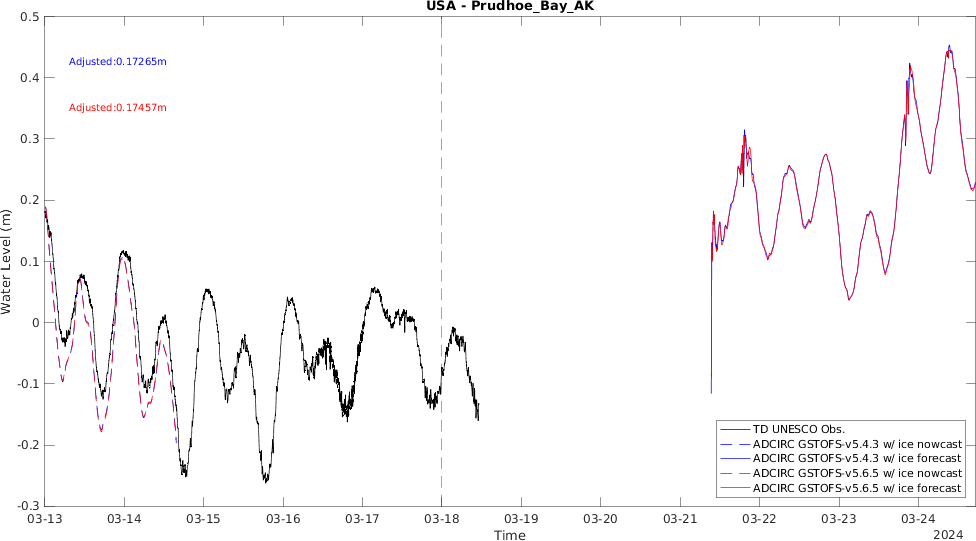 USA - Prudhoe_Bay_AK
0.5
0.4
0.3
0.2
0.1
0
-0.1
-0.2
-0.3
Water Level (m)
Adjusted:0.17265m
Adjusted:0.17457m
TD UNESCO Obs.
ADCIRC GSTOFS-v5.4.3 w/ ice nowcast
ADCIRC GSTOFS-v5.4.3 w/ ice forecast
ADCIRC GSTOFS-v5.6.5 w/ ice nowcast
ADCIRC GSTOFS-v5.6.5 w/ ice forecast
03-13 03-14 03-15 03-16 03-17 03-18 03-19 03-20 03-21 03-22 03-23 03-24
Time
2024